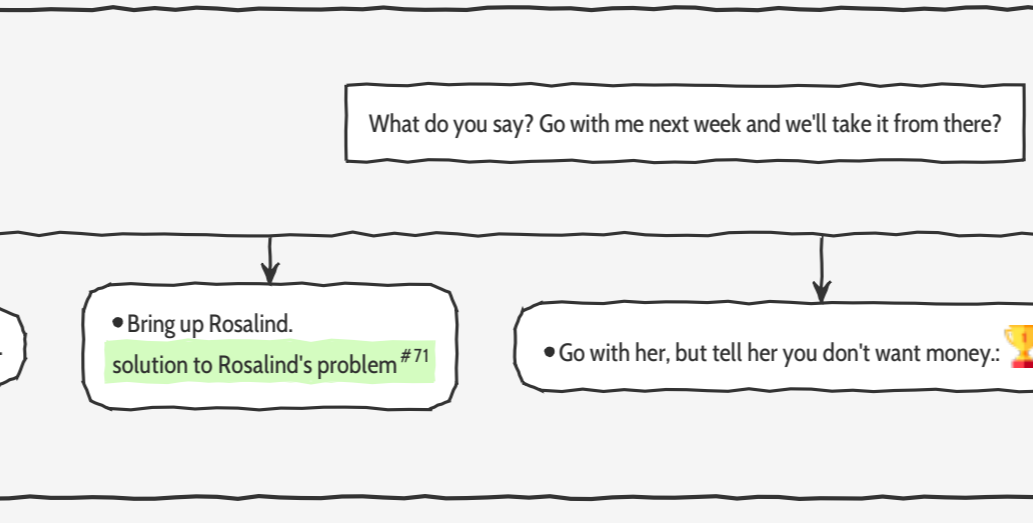 What do you say? Go with me next week and we'll take it from there?
•Bring up Rosalind.
solution to Rosalind's problem #71
•Go with her, but tell her you don't want money.: